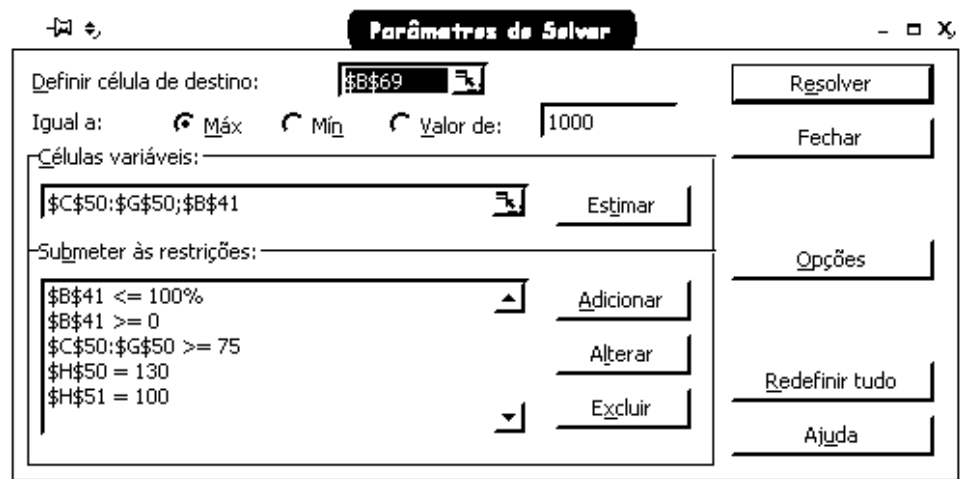 Parâmetros do Solver
Definir célula de destino: $B$69
Igual a: Máx Mín Valor de: 1000
Células variáveis:
$C$50:$G$50;$B$41
Estimar
Submeter às restrições:
$B$41 <= 100%
$B$41 >= 0
$C$50:$G$50 >= 75
$H$50 = 130
$H$51 = 100
Adicionar
Alterar
Excluir
Resolver
Fechar
Opções
Redefinir tudo
Ajuda